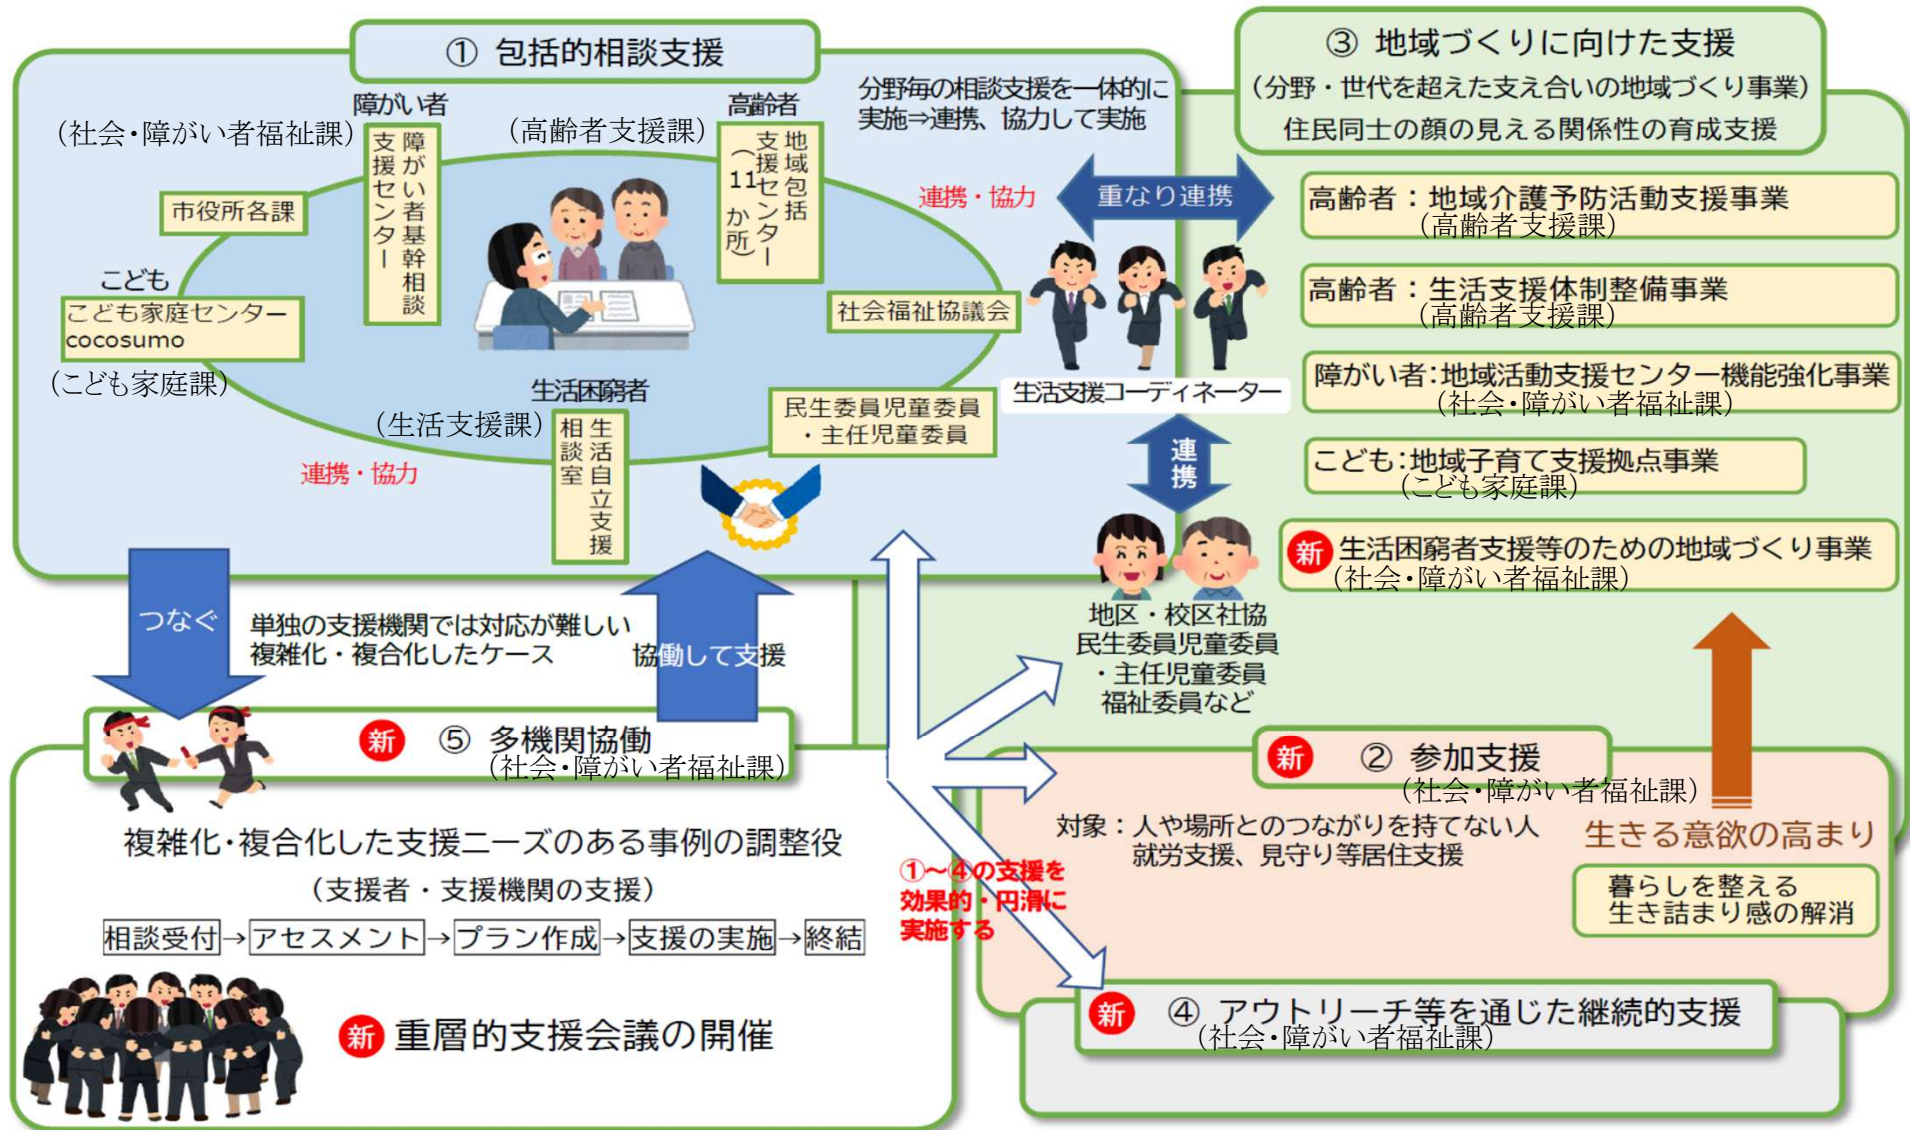 ① 包括的相談支援
分野毎の相談支援を一体的に
実施⇒連携、協力して実施
障がい者
(社会・障がい者福祉課)
障がい者基幹相談
支援センター
高齢者
(高齢者支援課)
地域包括
支援センター
(11か所)
市役所各課
こども
こども家庭センター
cocosumo
(こども家庭課)
連携・協力
社会福祉協議会
生活困窮者
(生活支援課)
生活自立支援
相談室
民生委員児童委員
・主任児童委員
連携・協力
重なり連携
生活支援コーディネーター
連携
地区・校区社協
民生委員児童委員
・主任児童委員
福祉委員など
③ 地域づくりに向けた支援
(分野・世代を超えた支え合いの地域づくり事業)
住民同士の顔の見える関係性の育成支援
高齢者：地域介護予防活動支援事業
(高齢者支援課)
高齢者：生活支援体制整備事業
(高齢者支援課)
障がい者：地域活動支援センター機能強化事業
(社会・障がい者福祉課)
こども：地域子育て支援拠点事業
(こども家庭課)
新 生活困窮者支援等のための地域づくり事業
(社会・障がい者福祉課)
つなぐ
単独の支援機関では対応が難しい
複雑化・複合化したケース
協働して支援
新 ⑤ 多機関協働
(社会・障がい者福祉課)
複雑化・複合化した支援ニーズのある事例の調整役
(支援者・支援機関の支援)
相談受付→アセスメント→プラン作成→支援の実施→終結
新 重層的支援会議の開催
①～④の支援を
効果的・円滑に
実施する
新 ② 参加支援
(社会・障がい者福祉課)
対象：人や場所とのつながりを持てない人
就労支援、見守り等居住支援
生きる意欲の高まり
暮らしを整える
生き詰まり感の解消
新 ④ アウトリーチ等を通じた継続的支援
(社会・障がい者福祉課)